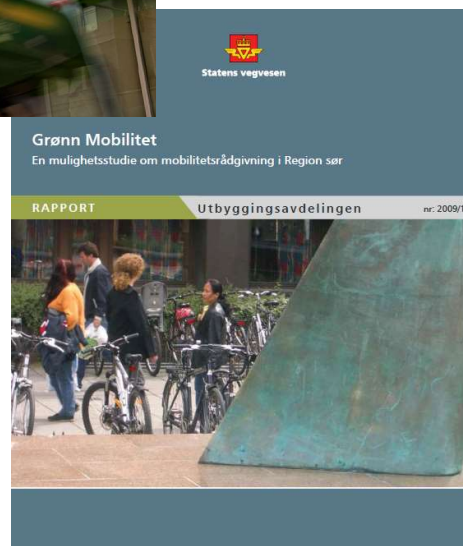 Statens vegvesen
Grønn Mobilitet
En mulighetsstudie om mobilitetsrådgivning i Region sør
RAPPORT Utbyggingsavdelingen nr: 2009/1